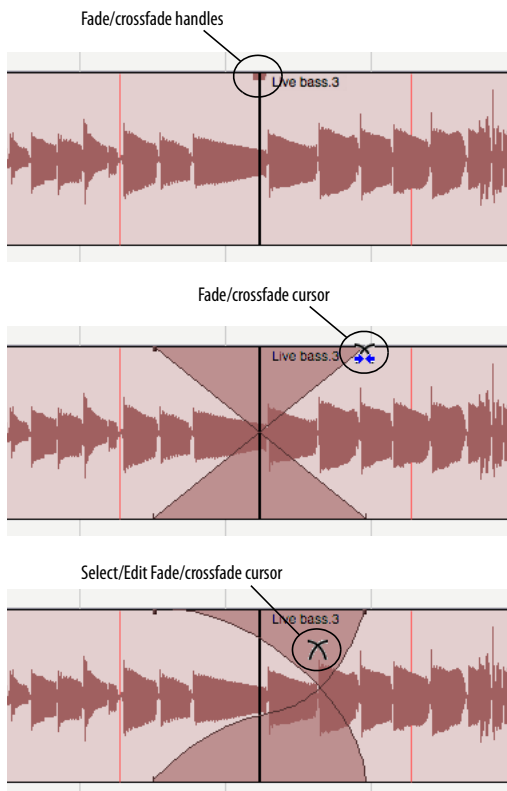 Fade/crossfade handles
Live bass.3
Fade/crossfade cursor
Live bass.3
Select/Edit Fade/crossfade cursor
Live bass.3